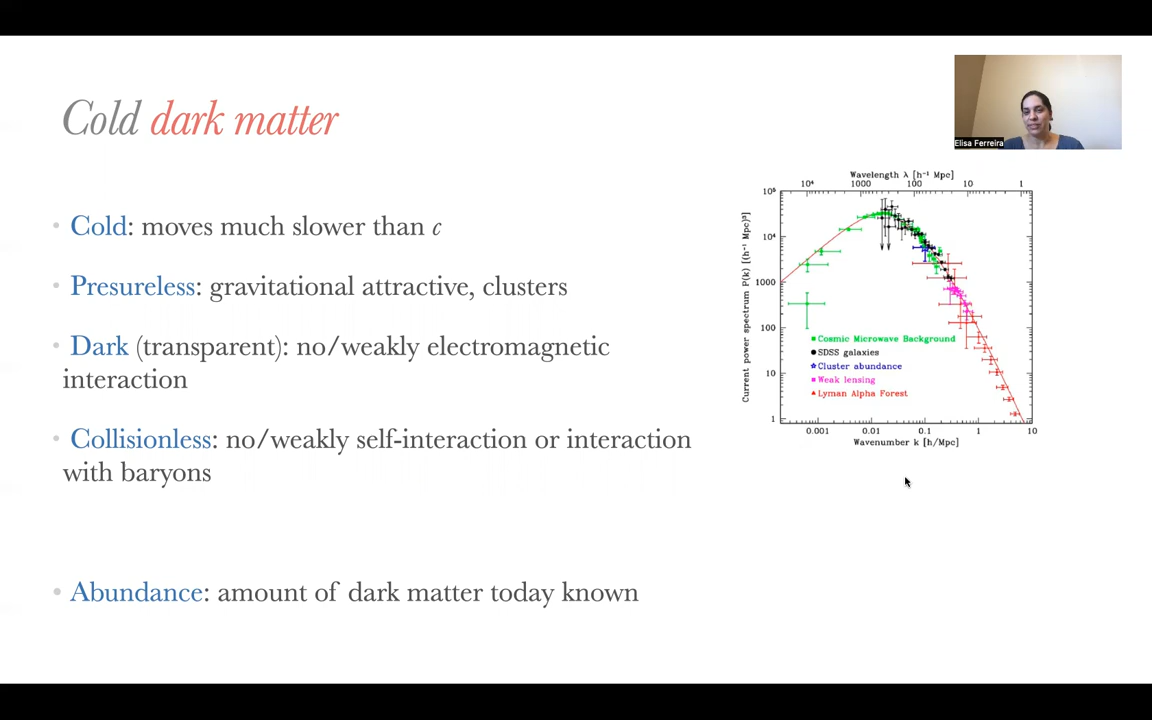 Cold dark matter
Elisa Ferreira
• Cold: moves much slower than c
• Presureless: gravitational attractive, clusters
• Dark (transparent): no/weakly electromagnetic
interaction
• Collisionless: no/weakly self-interaction or interaction
with baryons
• Abundance: amount of dark matter today known
Wavelength λ [h⁻¹ Mpc]
10⁴ 1000 100 10 1
Current power spectrum P(k) [(h⁻¹ Mpc)³]
10⁵
10⁴
1000
100
10
1
Cosmic Microwave Background
SDSS galaxies
Cluster abundance
Weak lensing
Lyman Alpha Forest
0.001 0.01 0.1 1 10
Wavenumber k [h/Mpc]